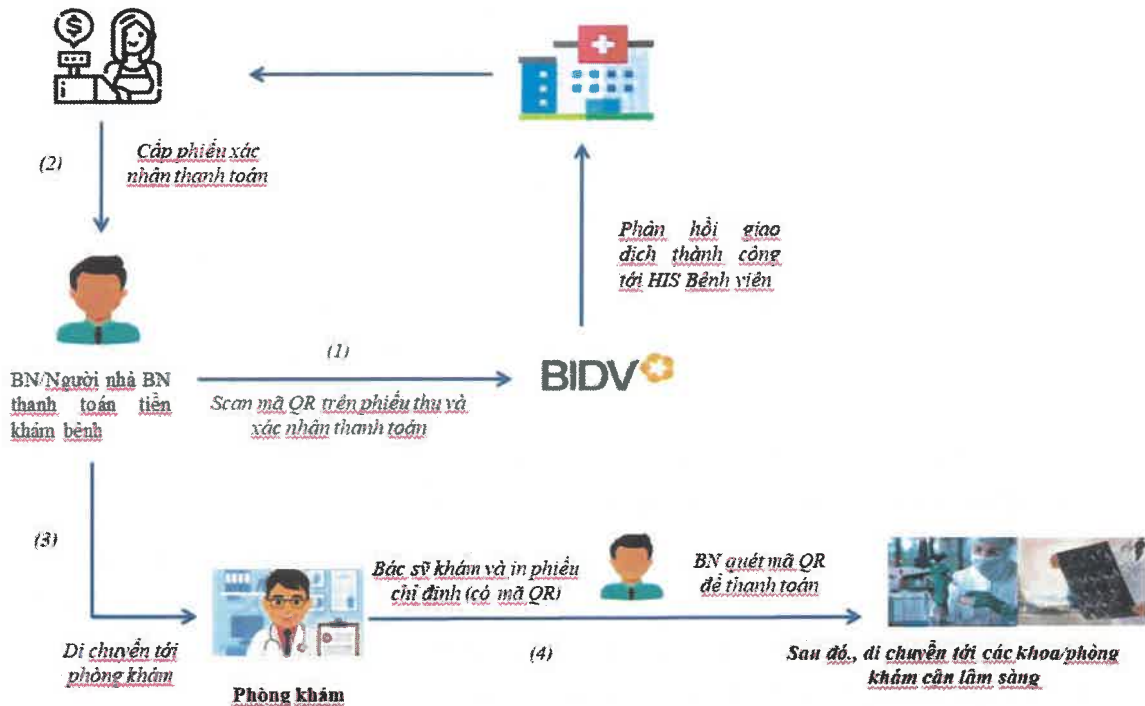 $
(2)
Cấp phiếu xác
nhận thanh toán
Phản hồi giao
dịch thành công
tới HIS Bệnh viện
(1)
BIDV
BN/Người nhà BN
thanh toán tiền
khám bệnh
Scan mã QR trên phiếu thu và
xác nhận thanh toán
(3)
Bác sỹ khám và in phiếu
chỉ định (có mã QR)
BN quét mã QR
để thanh toán
Di chuyển tới
phòng khám
(4)
Phòng khám
Sau đó., di chuyển tới các khoa/phòng
khám cận lâm sàng